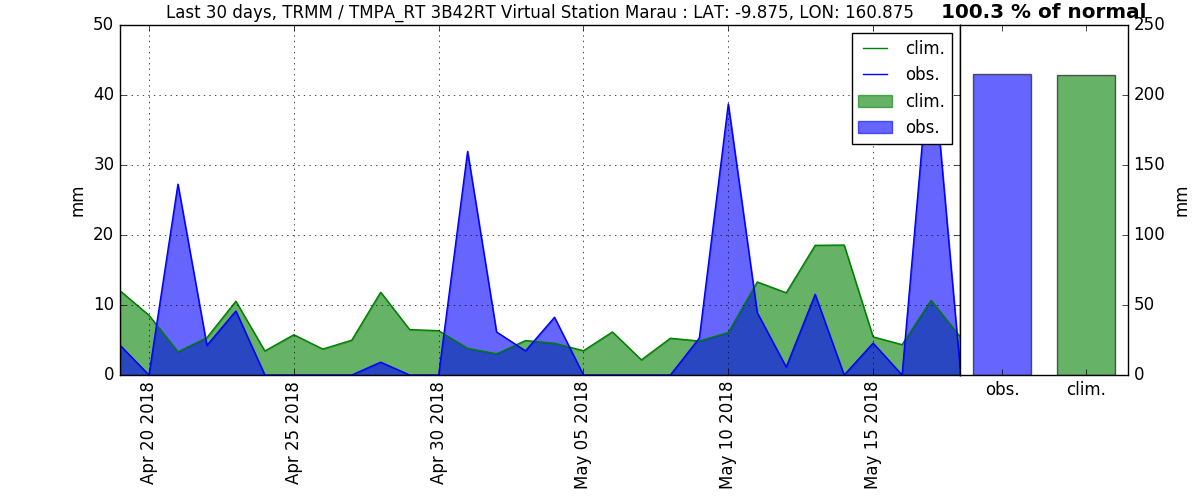 Last 30 days, TRMM / TMPA_RT 3B42RT Virtual Station Marau : LAT: -9.875, LON: 160.875
100.3 % of normal
50
40
30
20
10
0
mm
clim.
obs.
clim.
obs.
250
200
150
100
50
0
mm
obs.
clim.
Apr 20 2018
Apr 25 2018
Apr 30 2018
May 05 2018
May 10 2018
May 15 2018